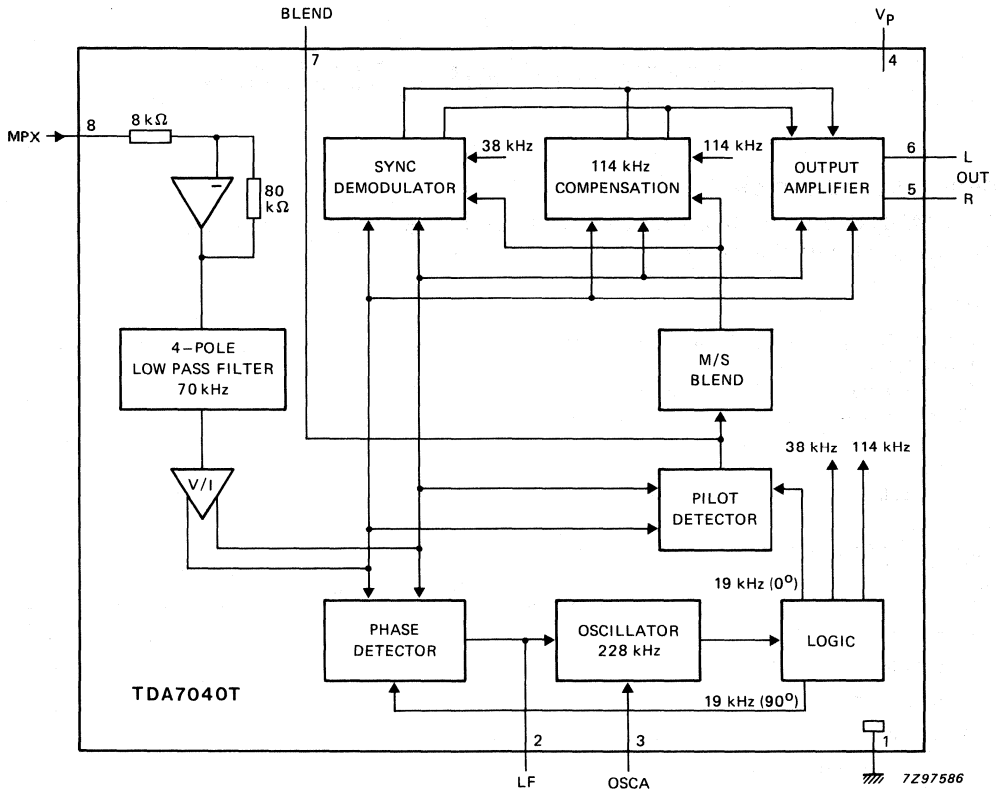 BLEND
Vp
7
4
MPX
8
8 kΩ
80
kΩ
−
SYNC
DEMODULATOR
38 kHz
114 kHz
COMPENSATION
114 kHz
OUTPUT
AMPLIFIER
6
L
OUT
5
R
4-POLE
LOW PASS FILTER
70 kHz
M/S
BLEND
V/I
38 kHz
114 kHz
PILOT
DETECTOR
19 kHz (0°)
PHASE
DETECTOR
OSCILLATOR
228 kHz
LOGIC
TDA7040T
19 kHz (90°)
2
3
1
LF
OSCA
7Z97586